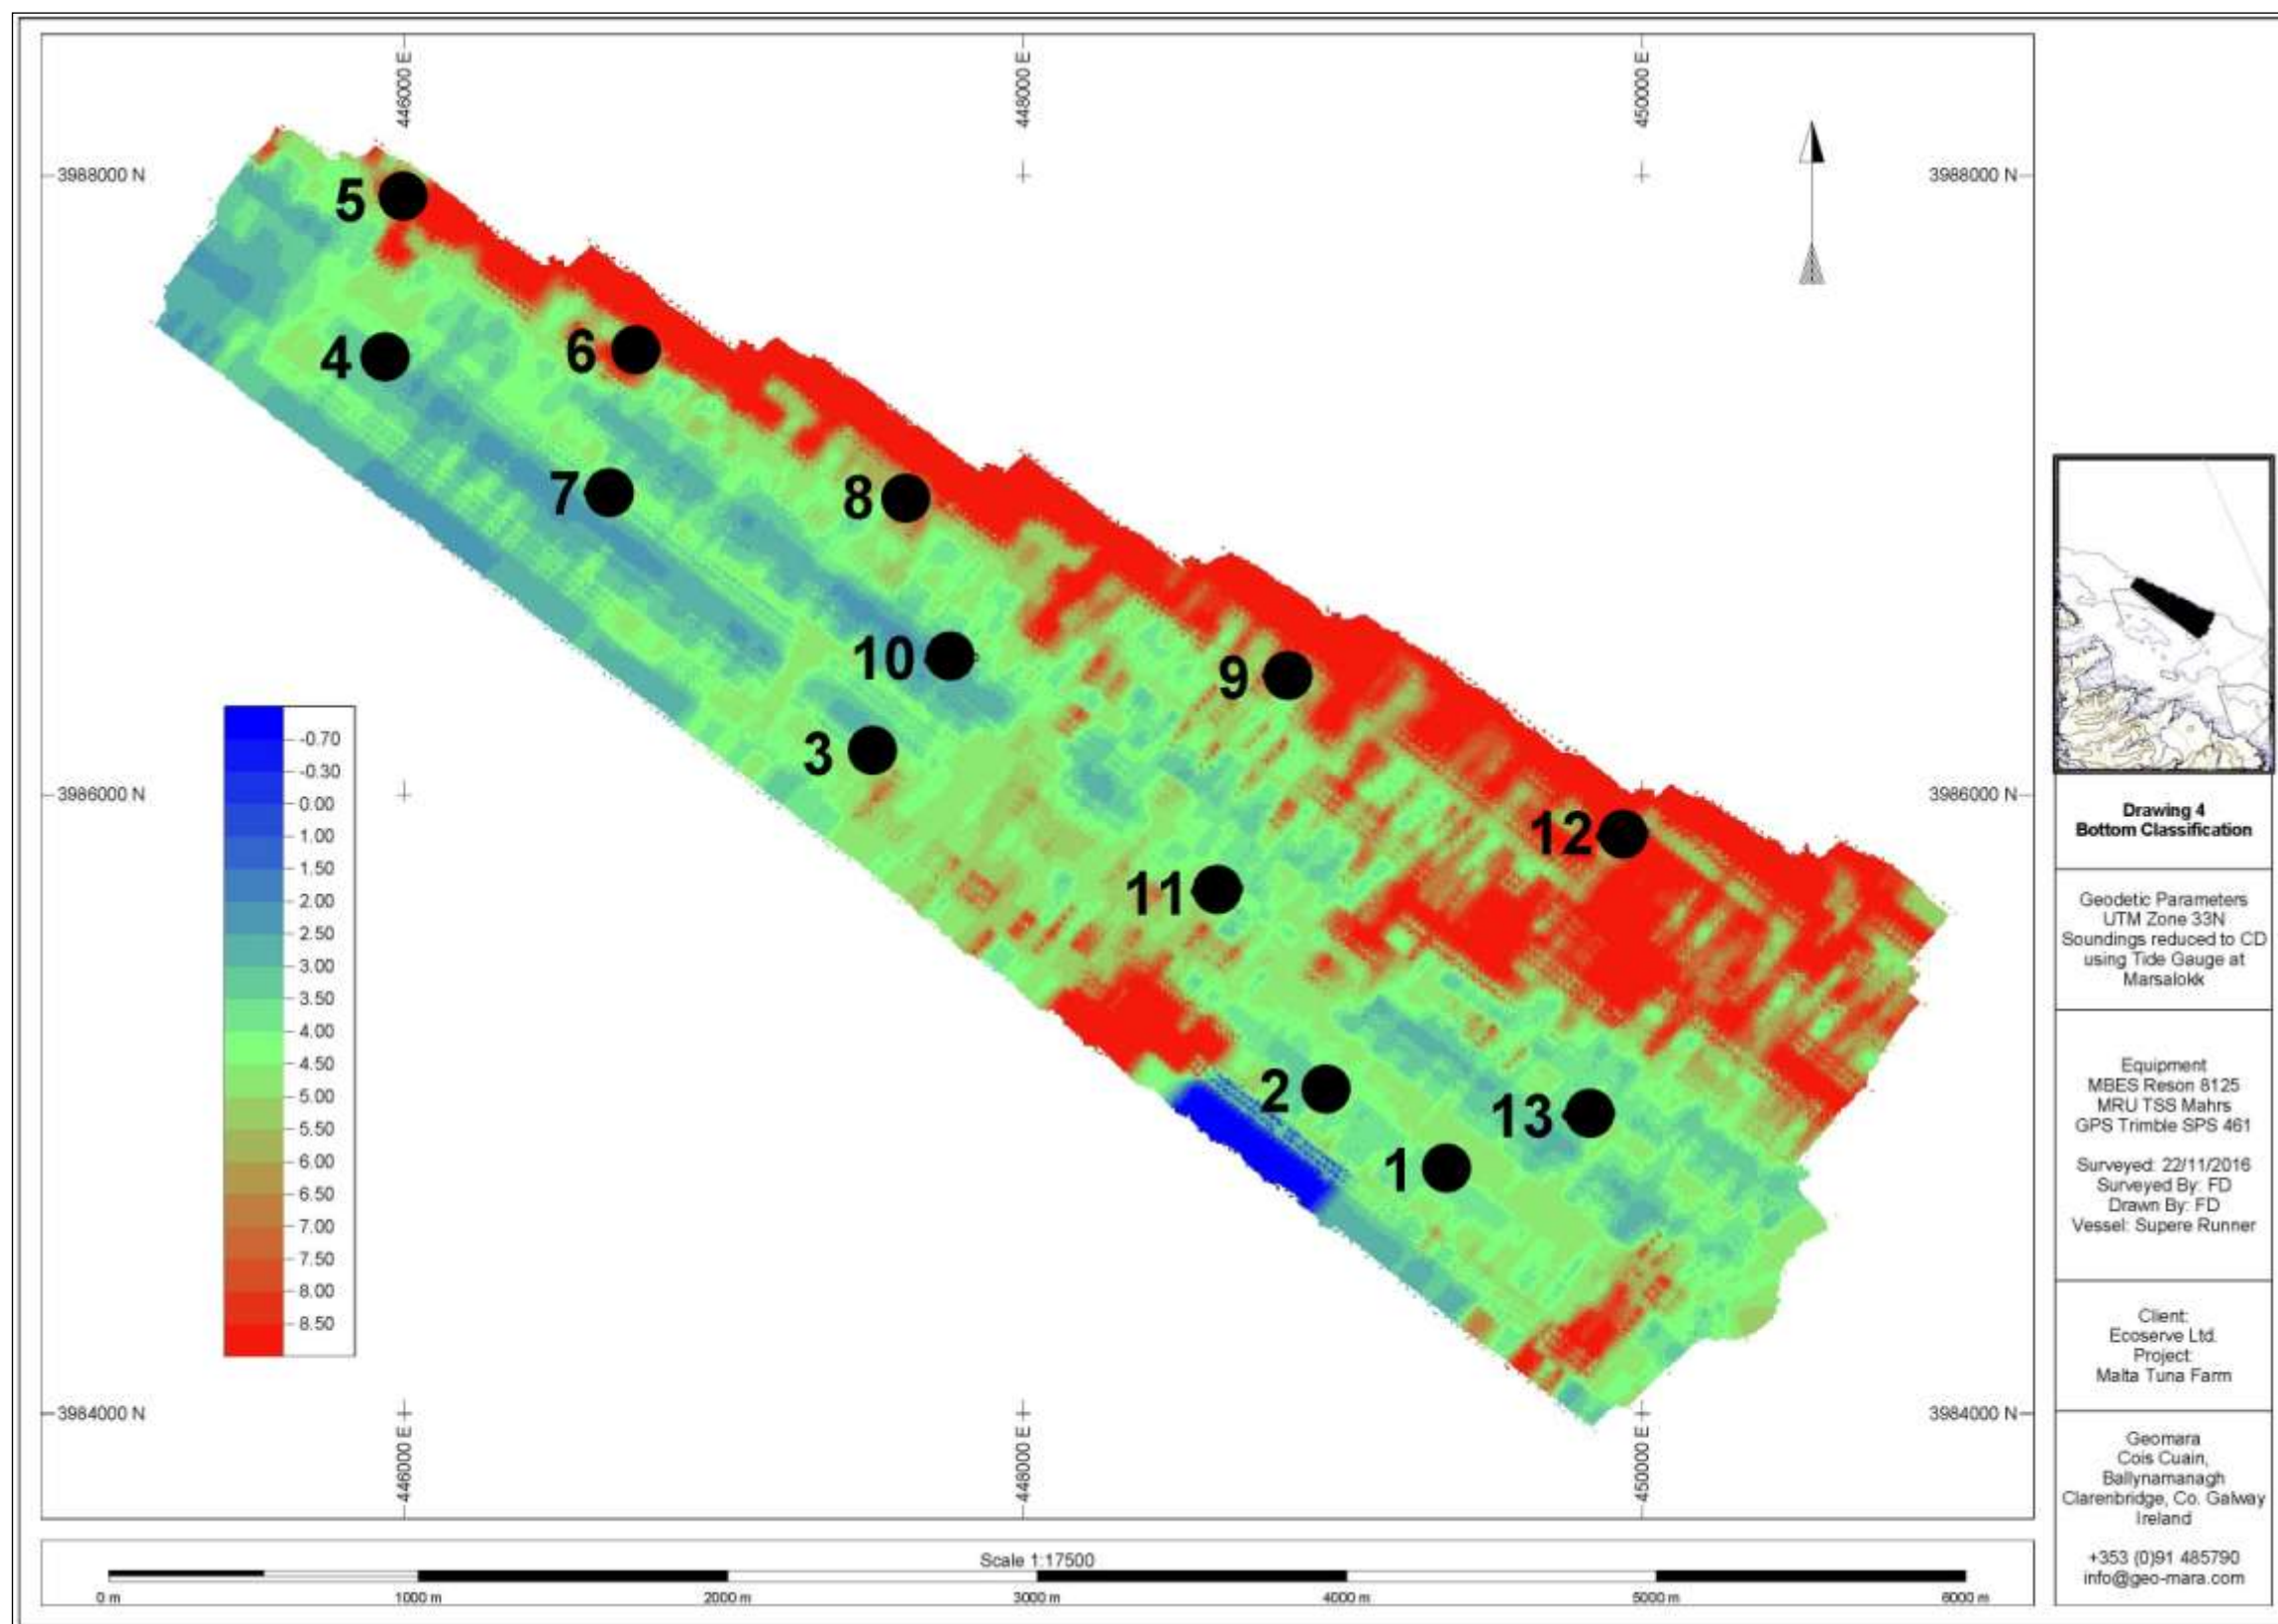 446000 E
448000 E
450000 E
3988000 N
3988000 N
5
4
6
7
8
10
9
3
12
11
2
13
1
3986000 N
3986000 N
-0.70
-0.30
0.00
1.00
1.50
2.00
2.50
3.00
3.50
4.00
4.50
5.00
5.50
6.00
6.50
7.00
7.50
8.00
8.50
3984000 N
3984000 N
446000 E
448000 E
450000 E
Scale 1:17500
0 m
1000 m
2000 m
3000 m
4000 m
5000 m
6000 m
Drawing 4
Bottom Classification
Geodetic Parameters
UTM Zone 33N
Soundings reduced to CD
using Tide Gauge at
Marsalokk
Equipment
MBES Reson 8125
MRU TSS Mahrs
GPS Trimble SPS 461
Surveyed: 22/11/2016
Surveyed By: FD
Drawn By: FD
Vessel: Supere Runner
Client:
Ecoserve Ltd.
Project:
Malta Tuna Farm
Geomara
Cois Cuain,
Ballynamanagh
Clarenbridge, Co. Galway
Ireland
+353 (0)91 485790
info@geo-mara.com